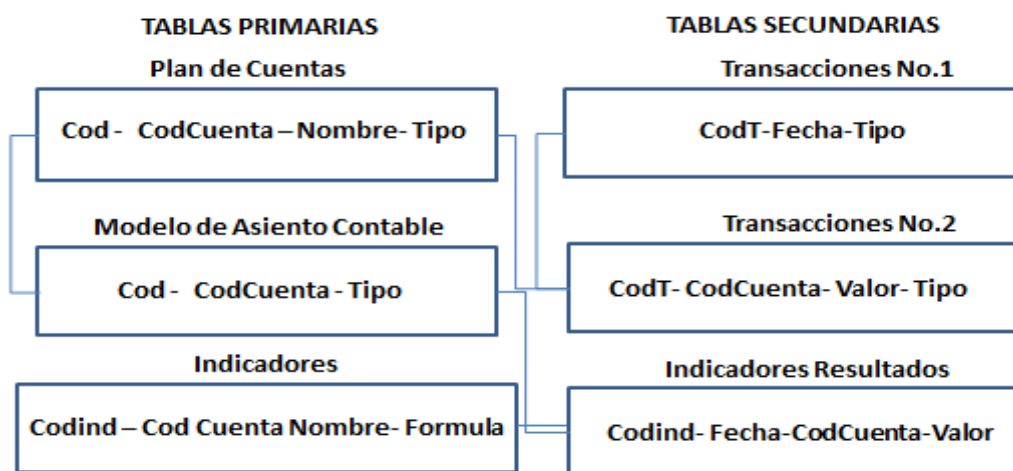 TABLAS PRIMARIAS
Plan de Cuentas
Cod - CodCuenta – Nombre- Tipo
Modelo de Asiento Contable
Cod - CodCuenta - Tipo
Indicadores
Codind – Cod Cuenta Nombre- Formula
TABLAS SECUNDARIAS
Transacciones No.1
CodT-Fecha-Tipo
Transacciones No.2
CodT- CodCuenta- Valor- Tipo
Indicadores Resultados
Codind- Fecha-CodCuenta-Valor